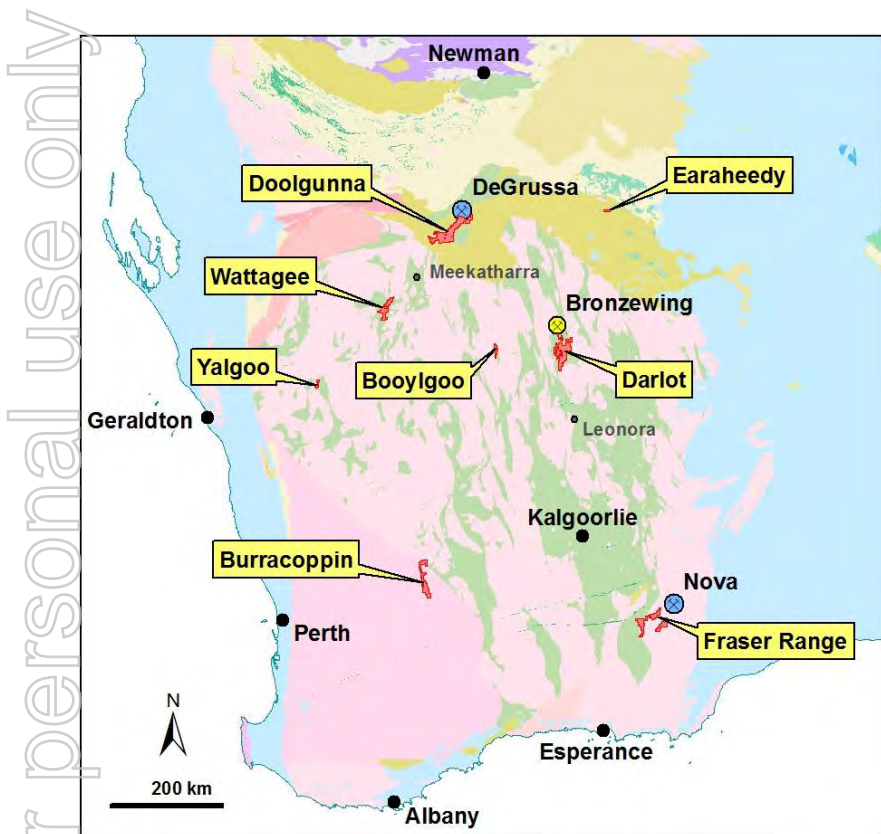 r personal use only
Newman
Doolgunna
DeGrussa
Earaheedy
Meekatharra
Wattagee
Bronzewing
Yalgoo
Booylgoo
Darlot
Geraldton
Leonora
Kalgoorlie
Burracoppin
Nova
Perth
Fraser Range
N
Esperance
200 km
Albany